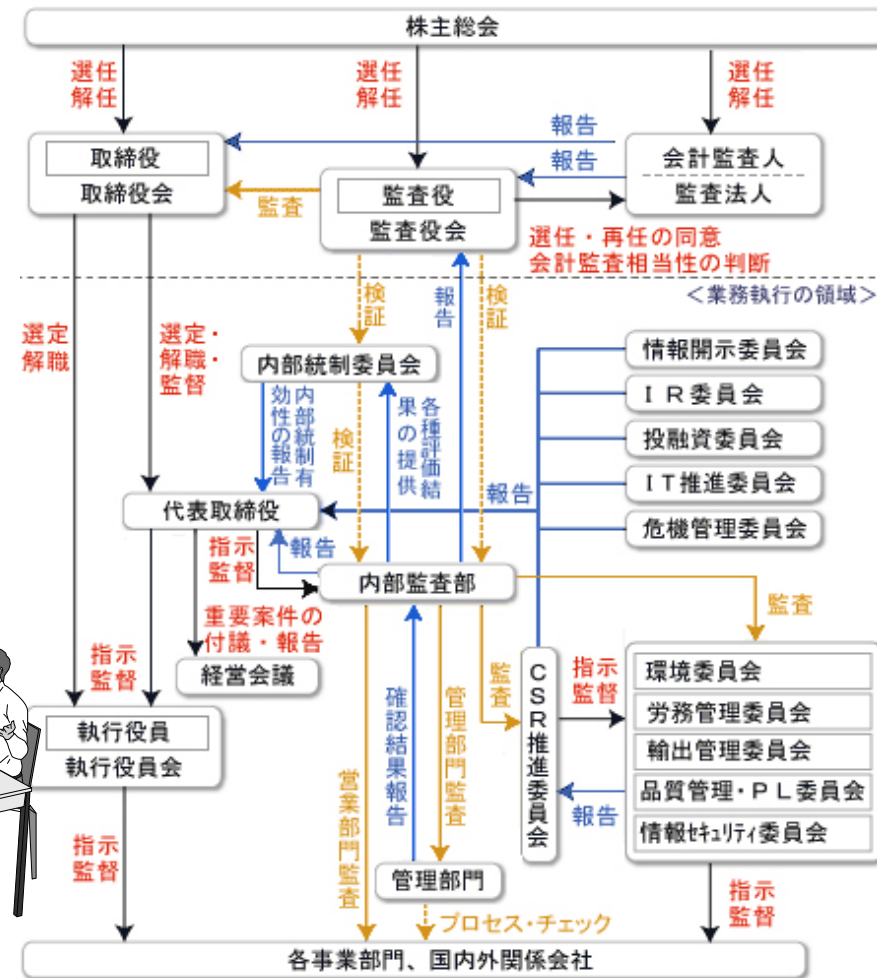 株主総会
選任
解任
選任
解任
選任
解任
報告
取締役
取締役会
監査
監査役
監査役会
報告
会計監査人
監査法人
選任・再任の同意
会計監査相当性の判断
＜業務執行の領域＞
検証
報告
検証
選定
解職
選定・
解職・
監督
内部統制委員会
情報開示委員会
ＩＲ委員会
投融資委員会
ＩＴ推進委員会
危機管理委員会
内部統制有
効性の報告
検証
各種評価結
果の提供
報告
代表取締役
指示
監督
報告
内部監査部
監査
重要案件の
付議・報告
経営会議
指示
監督
執行役員
執行役員会
確認結果報告
管理部門監査
監査
営業部門監査
CSR推進委員会
指示
監督
報告
環境委員会
労務管理委員会
輸出管理委員会
品質管理・ＰＬ委員会
情報ｾｷｭﾘﾃｨ委員会
指示
監督
管理部門
プロセス・チェック
指示
監督
各事業部門、国内外関係会社